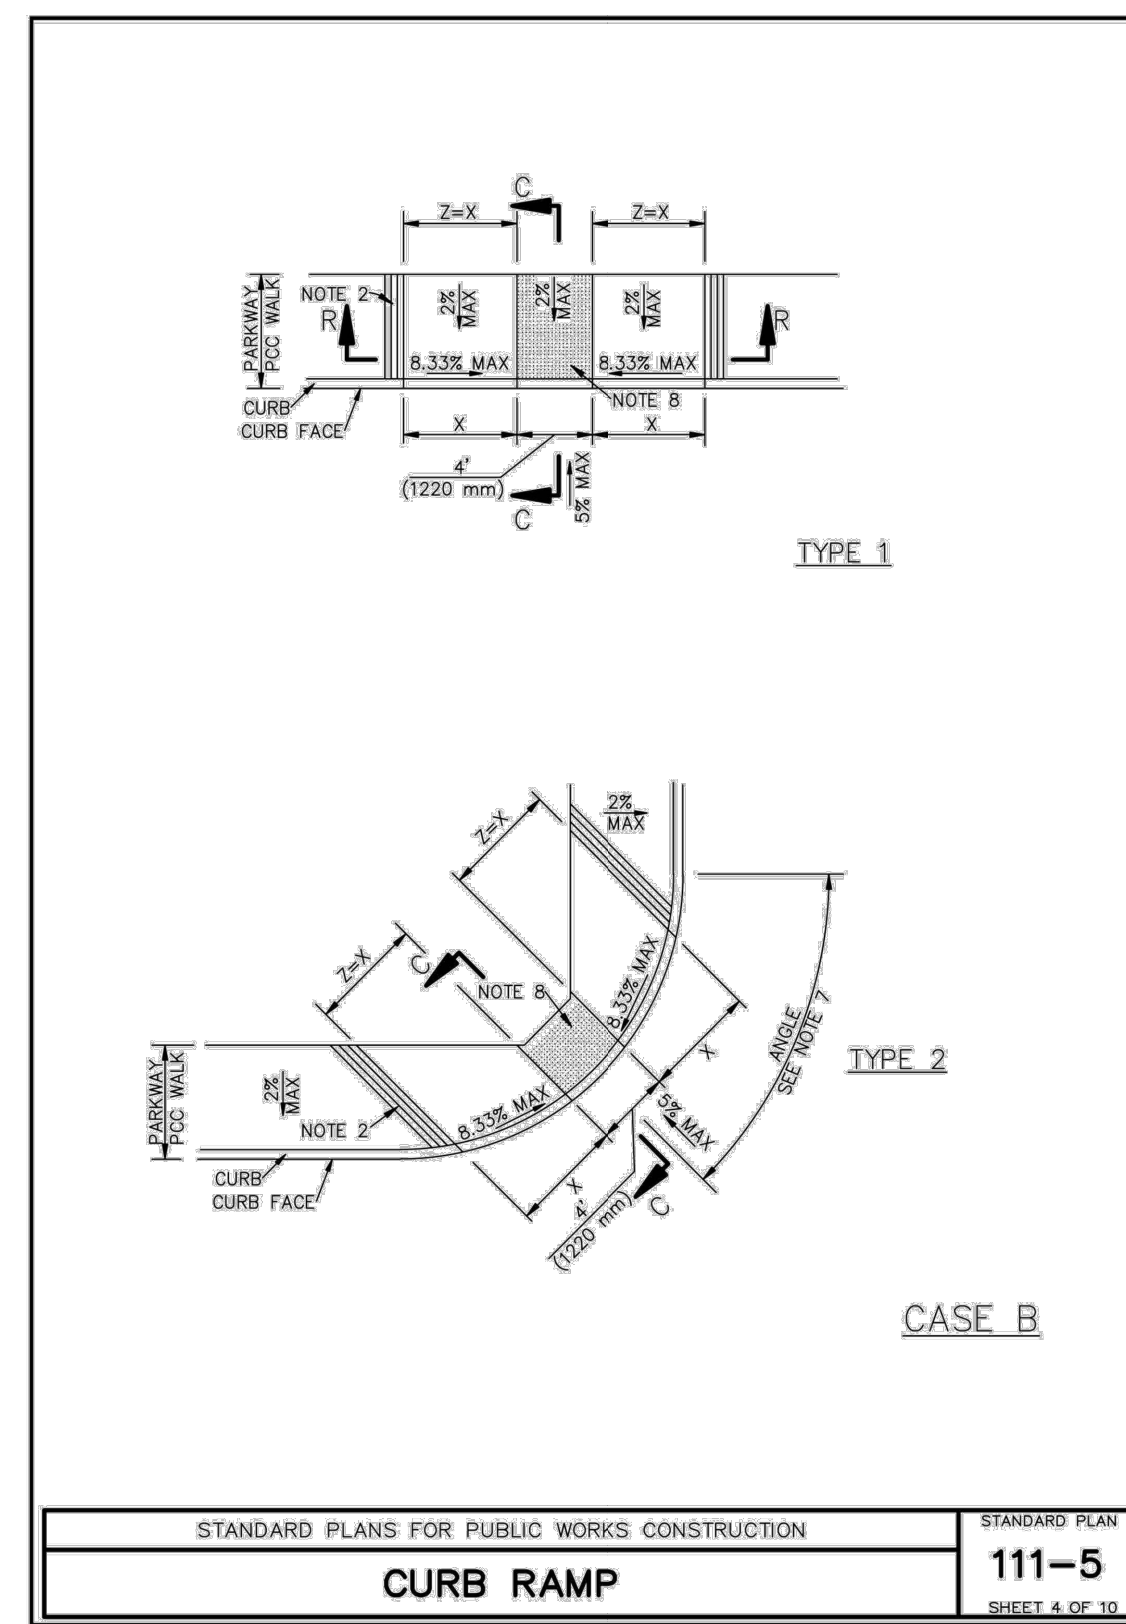 C
Z=X
Z=X
PARKWAY
PCC WALK
NOTE 2
2%
MAX
2%
MAX
2%
MAX
R
R
8.33% MAX
8.33% MAX
CURB
CURB FACE
NOTE 8
X
X
4'
(1220 mm)
5% MAX
C
TYPE 1
2%
MAX
Z=X
Z=X
C
NOTE 8
8.33% MAX
X
ANGLE
SEE NOTE 7
TYPE 2
PARKWAY
PCC WALK
2%
MAX
NOTE 2
8.33% MAX
5% MAX
CURB
CURB FACE
X
4'
(1220 mm)
C
CASE B
STANDARD PLANS FOR PUBLIC WORKS CONSTRUCTION
CURB RAMP
STANDARD PLAN
111-5
SHEET 4 OF 10